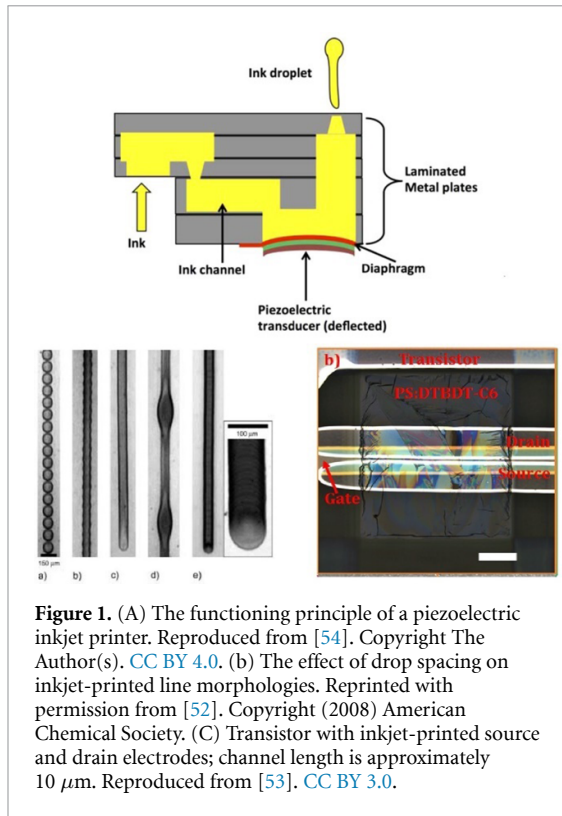 Ink droplet
Laminated
Metal plates
Ink
Ink channel
Diaphragm
Piezoelectric
transducer (deflected)
100 µm
150 µm
a)
b)
c)
d)
e)
b)
Transistor
PS:DTBDT-C6
Drain
Source
Gate
Figure 1. (A) The functioning principle of a piezoelectric
inkjet printer. Reproduced from [54]. Copyright The
Author(s). CC BY 4.0. (b) The effect of drop spacing on
inkjet-printed line morphologies. Reprinted with
permission from [52]. Copyright (2008) American
Chemical Society. (C) Transistor with inkjet-printed source
and drain electrodes; channel length is approximately
10 μm. Reproduced from [53]. CC BY 3.0.